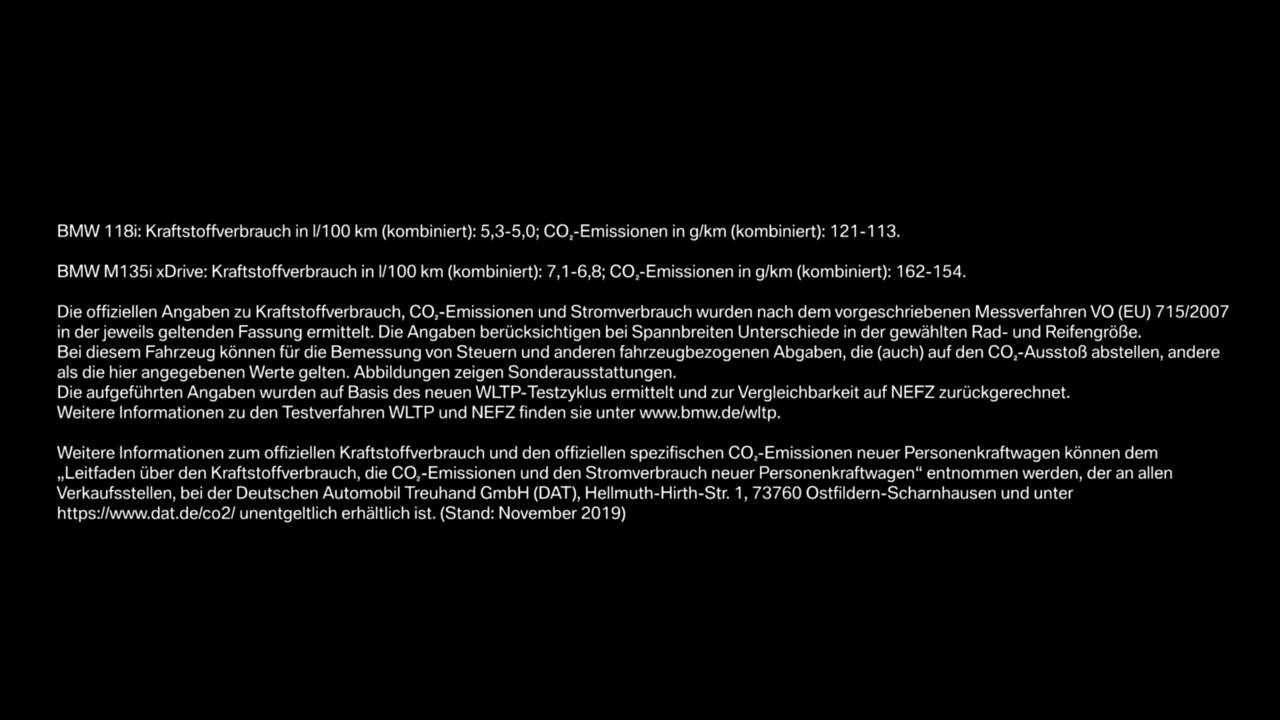 BMW 118i: Kraftstoffverbrauch in l/100 km (kombiniert): 5,3-5,0; CO₂-Emissionen in g/km (kombiniert): 121-113.
BMW M135i xDrive: Kraftstoffverbrauch in l/100 km (kombiniert): 7,1-6,8; CO₂-Emissionen in g/km (kombiniert): 162-154.
Die offiziellen Angaben zu Kraftstoffverbrauch, CO₂-Emissionen und Stromverbrauch wurden nach dem vorgeschriebenen Messverfahren VO (EU) 715/2007
in der jeweils geltenden Fassung ermittelt. Die Angaben berücksichtigen bei Spannbreiten Unterschiede in der gewählten Rad- und Reifengröße.
Bei diesem Fahrzeug können für die Bemessung von Steuern und anderen fahrzeugbezogenen Abgaben, die (auch) auf den CO₂-Ausstoß abstellen, andere
als die hier angegebenen Werte gelten. Abbildungen zeigen Sonderausstattungen.
Die aufgeführten Angaben wurden auf Basis des neuen WLTP-Testzyklus ermittelt und zur Vergleichbarkeit auf NEFZ zurückgerechnet.
Weitere Informationen zu den Testverfahren WLTP und NEFZ finden sie unter www.bmw.de/wltp.
Weitere Informationen zum offiziellen Kraftstoffverbrauch und den offiziellen spezifischen CO₂-Emissionen neuer Personenkraftwagen können dem
„Leitfaden über den Kraftstoffverbrauch, die CO₂-Emissionen und den Stromverbrauch neuer Personenkraftwagen“ entnommen werden, der an allen
Verkaufsstellen, bei der Deutschen Automobil Treuhand GmbH (DAT), Hellmuth-Hirth-Str. 1, 73760 Ostfildern-Scharnhausen und unter
https://www.dat.de/co2/ unentgeltlich erhältlich ist. (Stand: November 2019)